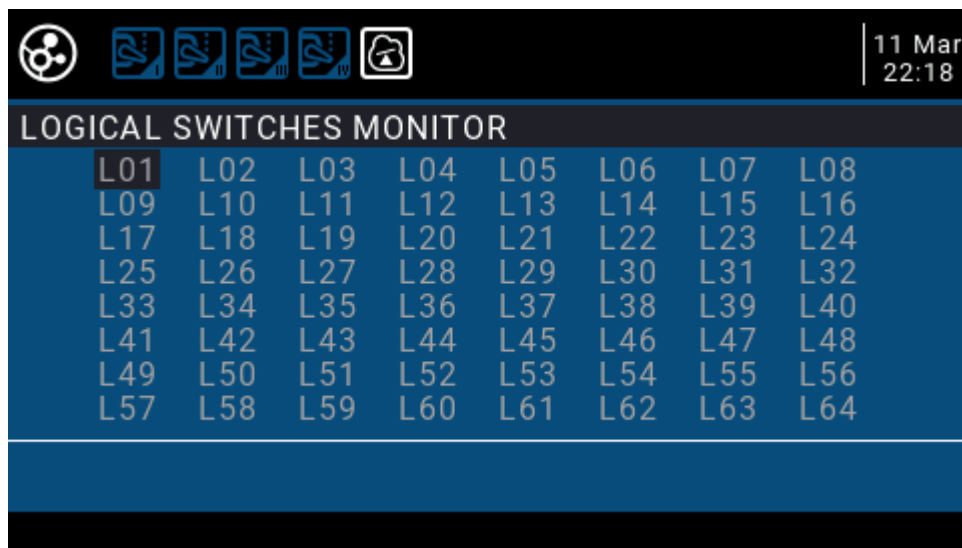 11 Mar
22:18
LOGICAL SWITCHES MONITOR
L01 L02 L03 L04 L05 L06 L07 L08
L09 L10 L11 L12 L13 L14 L15 L16
L17 L18 L19 L20 L21 L22 L23 L24
L25 L26 L27 L28 L29 L30 L31 L32
L33 L34 L35 L36 L37 L38 L39 L40
L41 L42 L43 L44 L45 L46 L47 L48
L49 L50 L51 L52 L53 L54 L55 L56
L57 L58 L59 L60 L61 L62 L63 L64